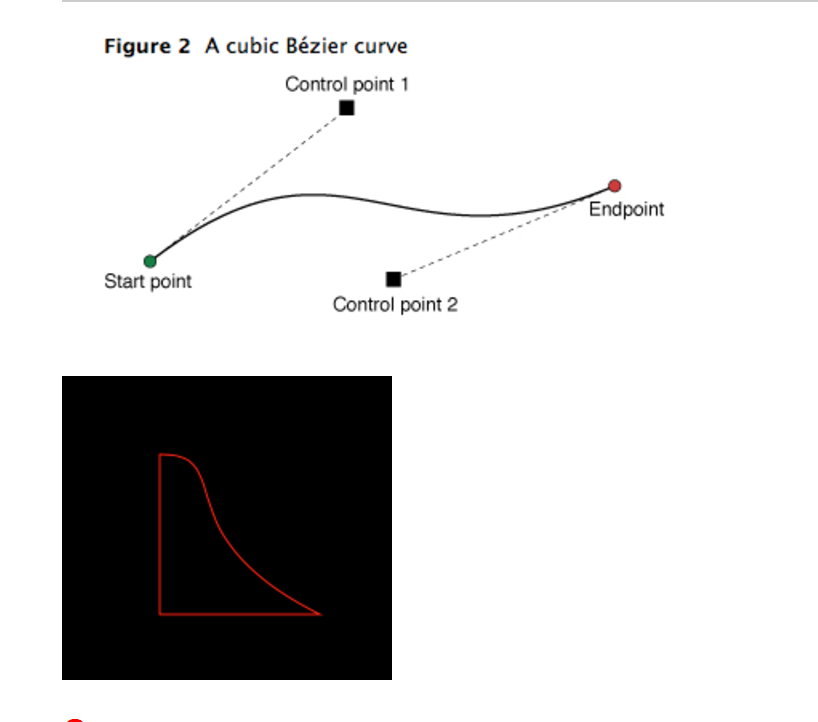 Figure 2 A cubic Bézier curve
Control point 1
Endpoint
Start point
Control point 2